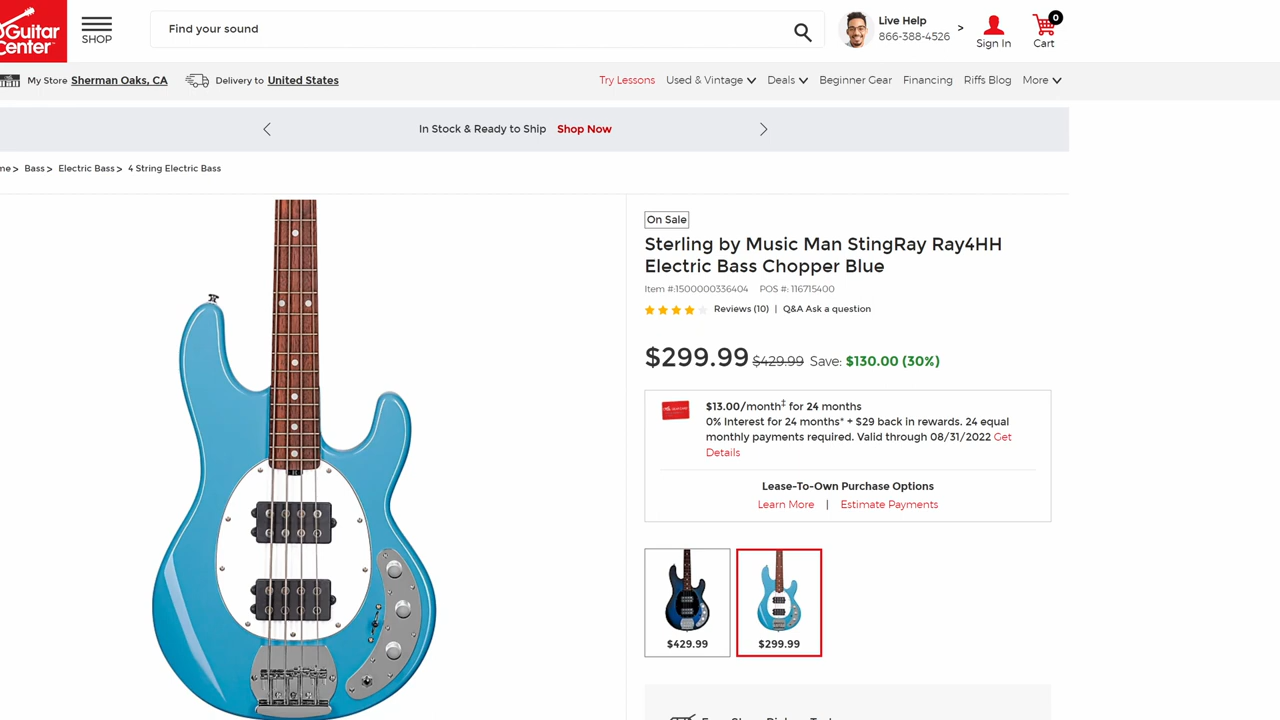 Guitar
Center
SHOP
Find your sound
Live Help
866-388-4526
>
Sign In
0
Cart
My Store Sherman Oaks, CA
Delivery to United States
Try Lessons
Used & Vintage
Deals
Beginner Gear
Financing
Riffs Blog
More
In Stock & Ready to Ship Shop Now
me > Bass > Electric Bass > 4 String Electric Bass
On Sale
Sterling by Music Man StingRay Ray4HH
Electric Bass Chopper Blue
Item #:1500000336404 POS #: 116715400
Reviews (10) | Q&A Ask a question
$299.99 $429.99 Save: $130.00 (30%)
$13.00/month‡ for 24 months
0% Interest for 24 months* + $29 back in rewards. 24 equal
monthly payments required. Valid through 08/31/2022 Get
Details
Lease-To-Own Purchase Options
Learn More | Estimate Payments
$429.99
$299.99